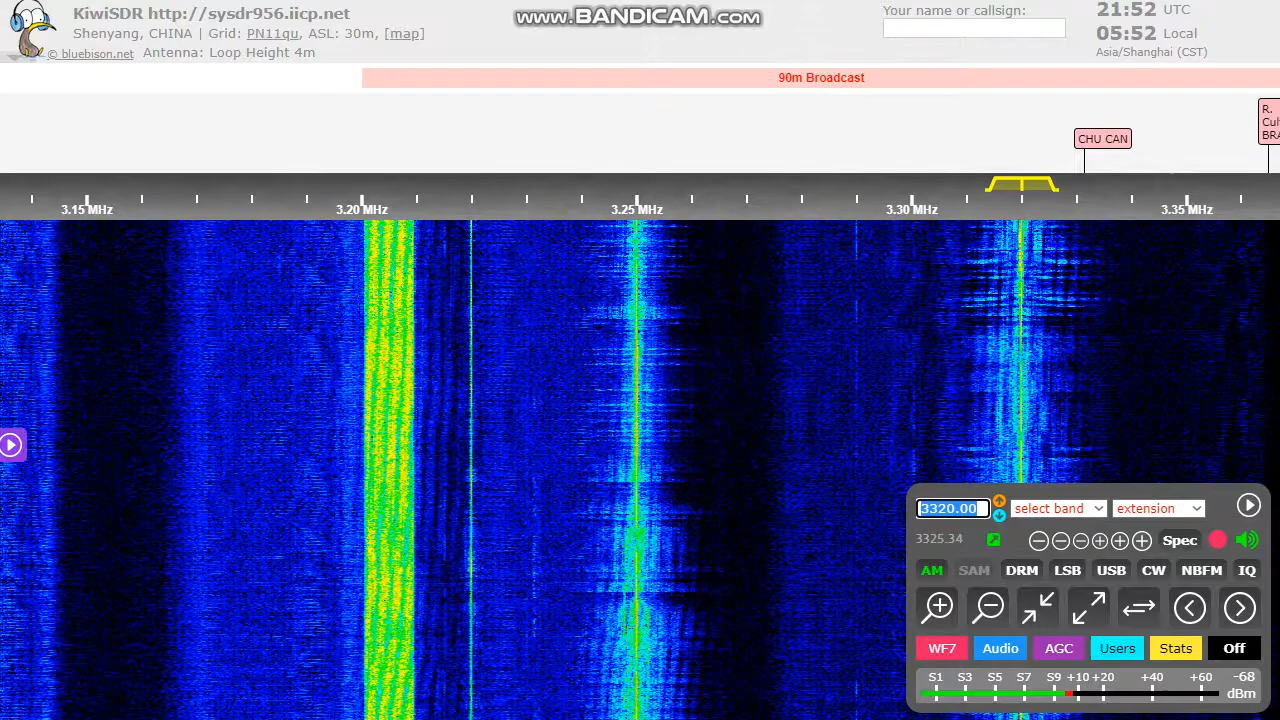 KiwiSDR http://sysdr956.iicp.net
Shenyang, CHINA | Grid: PN11qu, ASL: 30m, [map]
© bluebison.net Antenna: Loop Height 4m
www.BANDICAM.com
Your name or callsign:
21:52 UTC
05:52 Local
Asia/Shanghai (CST)
90m Broadcast
CHU CAN
R.
Cul
BRA
3.15 MHz 3.20 MHz 3.25 MHz 3.30 MHz 3.35 MHz
3320.00 select band extension
3325.34 Spec
AM SAM DRM LSB USB CW NBFM IQ
WF7 Audio AGC Users Stats Off
S1 S3 S5 S7 S9 +10 +20 +40 +60 -68
dBm